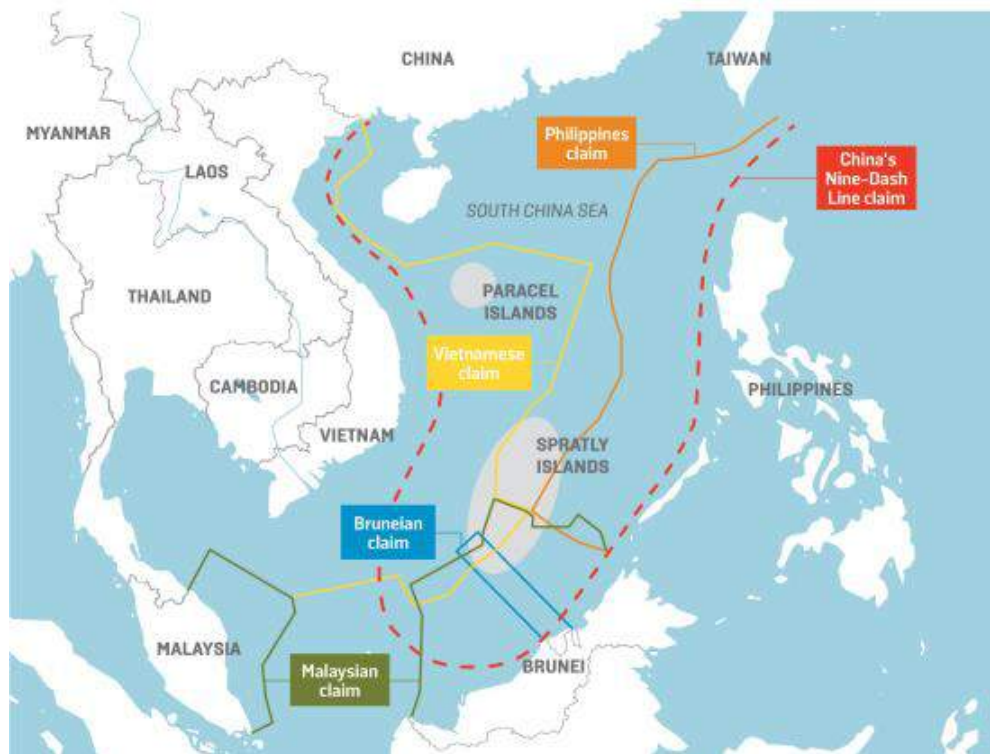 CHINA
TAIWAN
MYANMAR
Philippines
claim
LAOS
China's
Nine-Dash
Line claim
SOUTH CHINA SEA
THAILAND
PARACEL
ISLANDS
Vietnamese
claim
CAMBODIA
PHILIPPINES
VIETNAM
SPRATLY
ISLANDS
Bruneian
claim
MALAYSIA
BRUNEI
Malaysian
claim